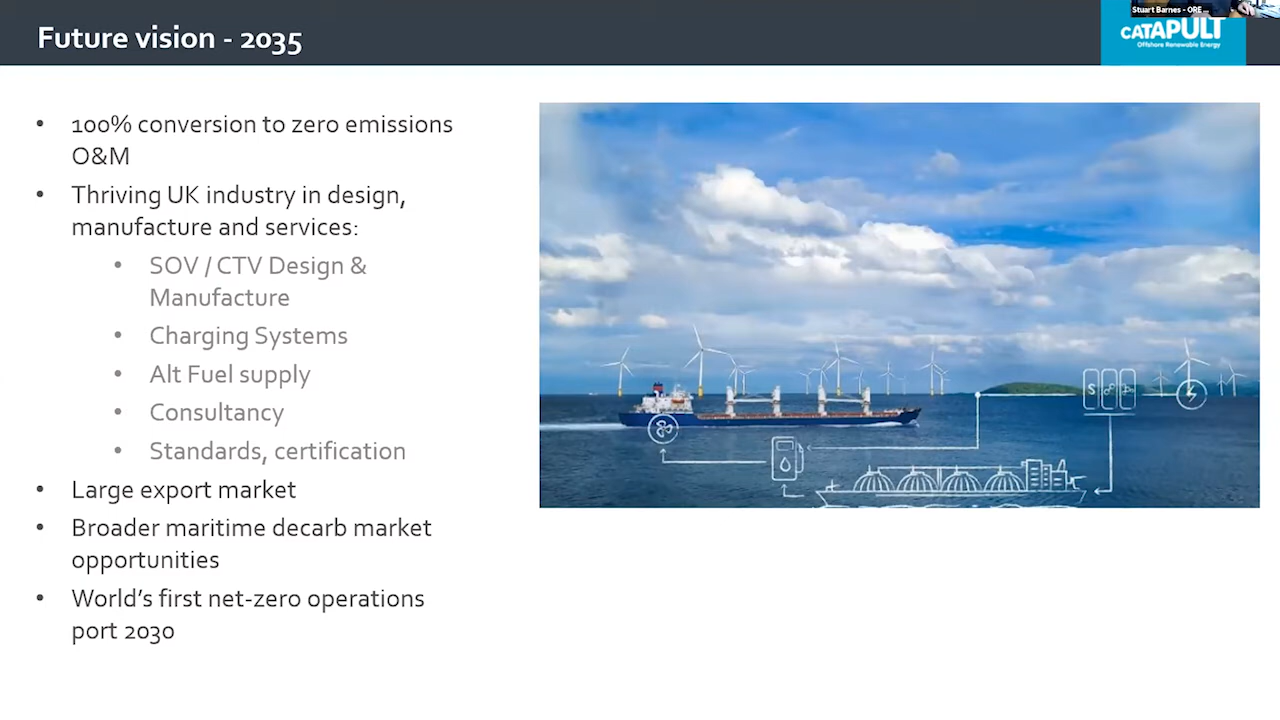 Future vision - 2035
Stuart Barnes - ORE ...
CATAPULT
Offshore Renewable Energy
• 100% conversion to zero emissions
O&M
• Thriving UK industry in design,
manufacture and services:
• SOV / CTV Design &
Manufacture
• Charging Systems
• Alt Fuel supply
• Consultancy
• Standards, certification
• Large export market
• Broader maritime decarb market
opportunities
• World's first net-zero operations
port 2030